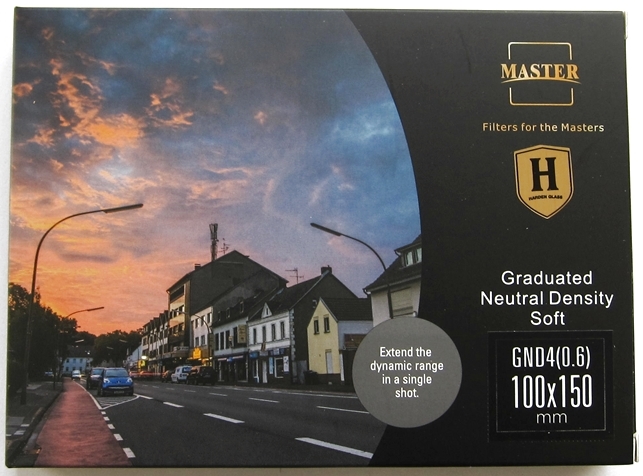 MASTER
Filters for the Masters
H
HARDEN GLASS
Graduated
Neutral Density
Soft
GND4(0.6)
100x150
mm
Extend the
dynamic range
in a single
shot.